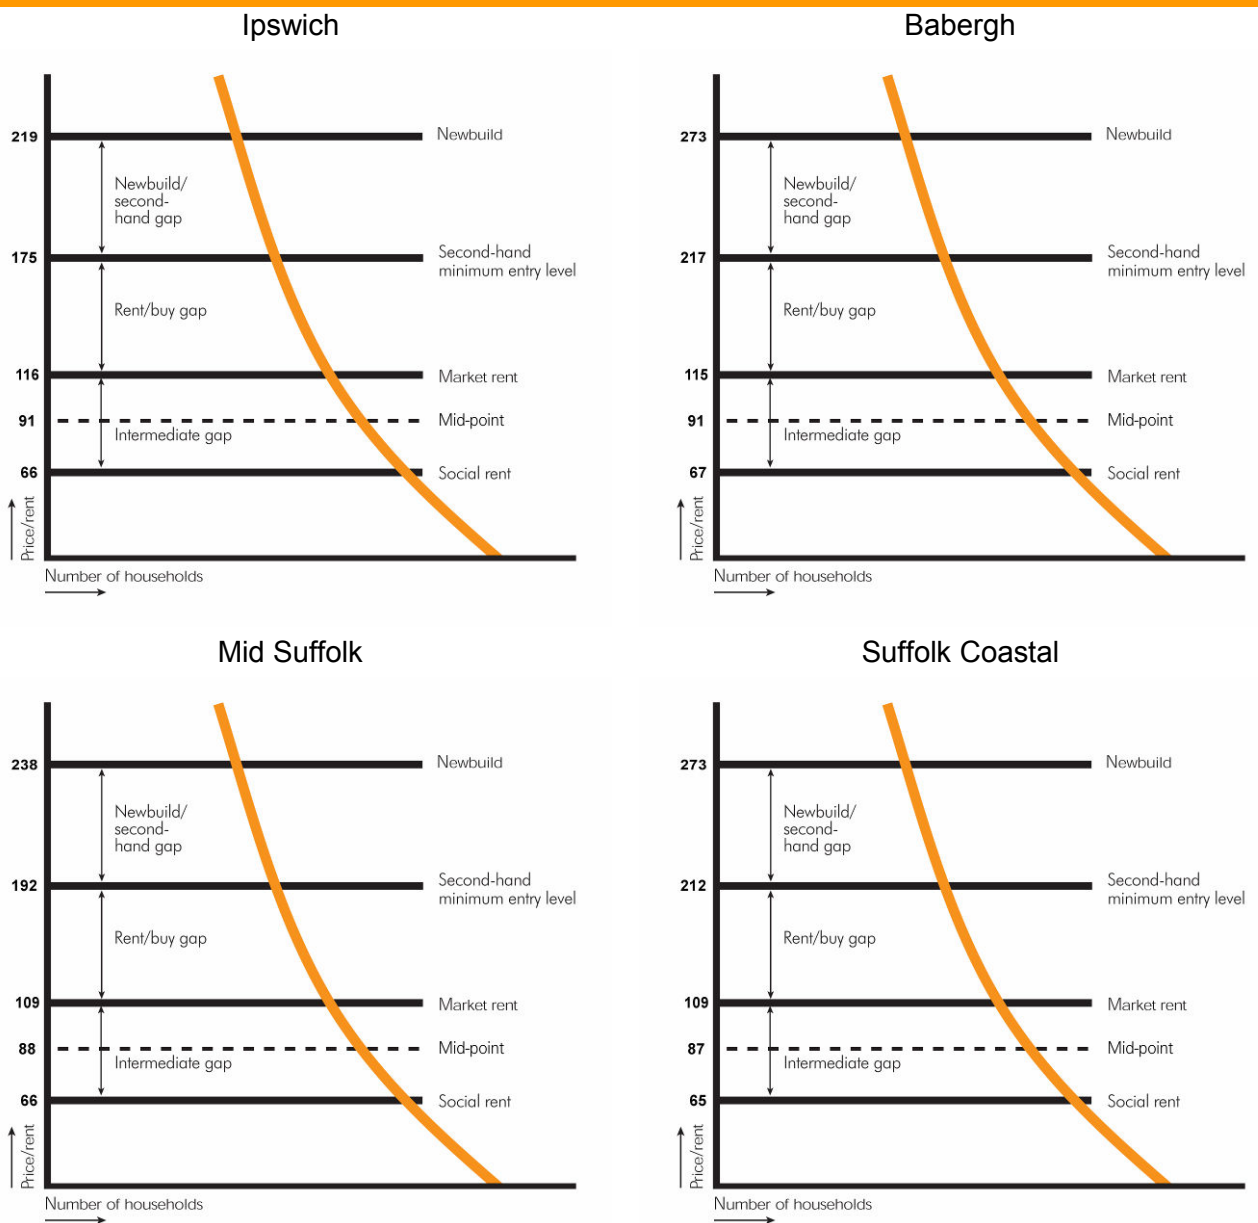 Ipswich
219
Newbuild
Newbuild/
second-
hand gap
175
Second-hand
minimum entry level
Rent/buy gap
116
Market rent
91
Mid-point
Intermediate gap
66
Social rent
Price/rent
Number of households
Babergh
273
Newbuild
Newbuild/
second-
hand gap
217
Second-hand
minimum entry level
Rent/buy gap
115
Market rent
91
Mid-point
Intermediate gap
67
Social rent
Price/rent
Number of households
Mid Suffolk
238
Newbuild
Newbuild/
second-
hand gap
192
Second-hand
minimum entry level
Rent/buy gap
109
Market rent
88
Mid-point
Intermediate gap
66
Social rent
Price/rent
Number of households
Suffolk Coastal
273
Newbuild
Newbuild/
second-
hand gap
212
Second-hand
minimum entry level
Rent/buy gap
109
Market rent
87
Mid-point
Intermediate gap
65
Social rent
Price/rent
Number of households